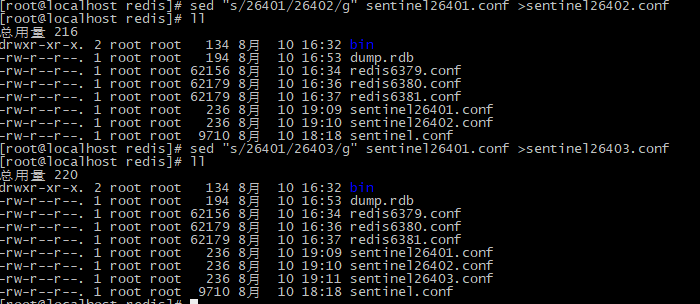 [root@localhost redis]# sed "s/26401/26402/g" sentinel26401.conf >sentinel26402.conf
[root@localhost redis]# ll
总用量 216
drwxr-xr-x. 2 root root 134 8月 10 16:32 bin
-rw-r--r--. 1 root root 194 8月 10 16:53 dump.rdb
-rw-r--r--. 1 root root 62156 8月 10 16:34 redis6379.conf
-rw-r--r--. 1 root root 62179 8月 10 16:36 redis6380.conf
-rw-r--r--. 1 root root 62179 8月 10 16:37 redis6381.conf
-rw-r--r--. 1 root root 236 8月 10 19:09 sentinel26401.conf
-rw-r--r--. 1 root root 236 8月 10 19:10 sentinel26402.conf
-rw-r--r--. 1 root root 9710 8月 10 18:18 sentinel.conf
[root@localhost redis]# sed "s/26401/26403/g" sentinel26401.conf >sentinel26403.conf
[root@localhost redis]# ll
总用量 220
drwxr-xr-x. 2 root root 134 8月 10 16:32 bin
-rw-r--r--. 1 root root 194 8月 10 16:53 dump.rdb
-rw-r--r--. 1 root root 62156 8月 10 16:34 redis6379.conf
-rw-r--r--. 1 root root 62179 8月 10 16:36 redis6380.conf
-rw-r--r--. 1 root root 62179 8月 10 16:37 redis6381.conf
-rw-r--r--. 1 root root 236 8月 10 19:09 sentinel26401.conf
-rw-r--r--. 1 root root 236 8月 10 19:10 sentinel26402.conf
-rw-r--r--. 1 root root 236 8月 10 19:11 sentinel26403.conf
-rw-r--r--. 1 root root 9710 8月 10 18:18 sentinel.conf
[root@localhost redis]#